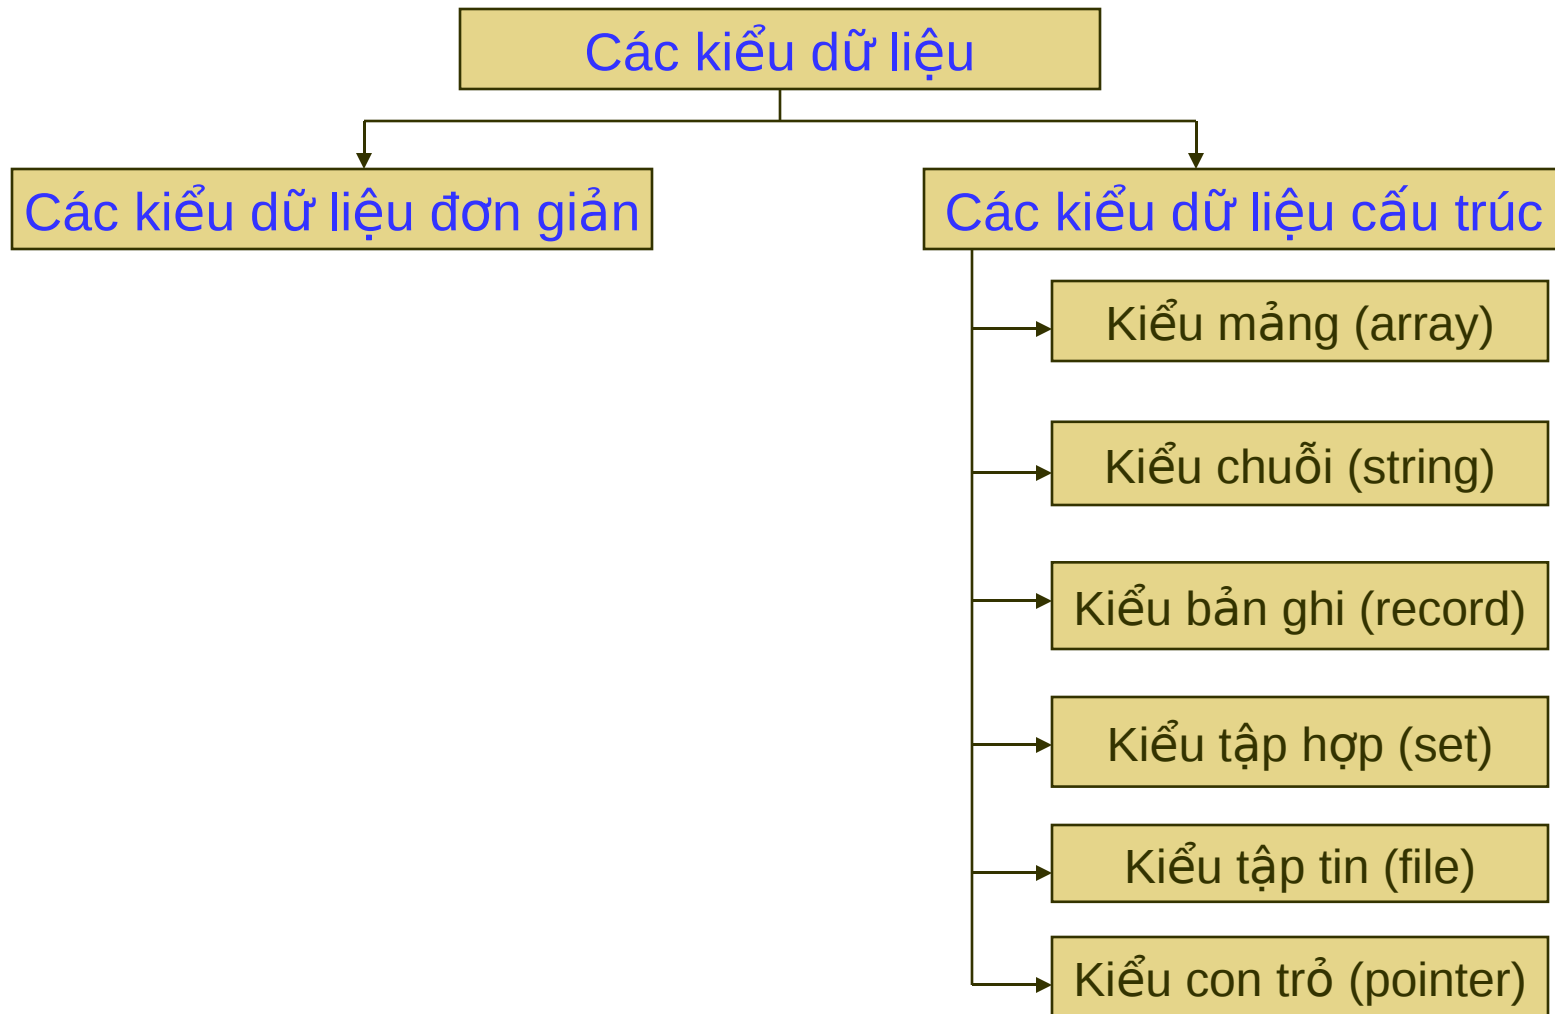 Các kiểu dữ liệu
Các kiểu dữ liệu đơn giản
Các kiểu dữ liệu cấu trúc
Kiểu mảng (array)
Kiểu chuỗi (string)
Kiểu bản ghi (record)
Kiểu tập hợp (set)
Kiểu tập tin (file)
Kiểu con trỏ (pointer)